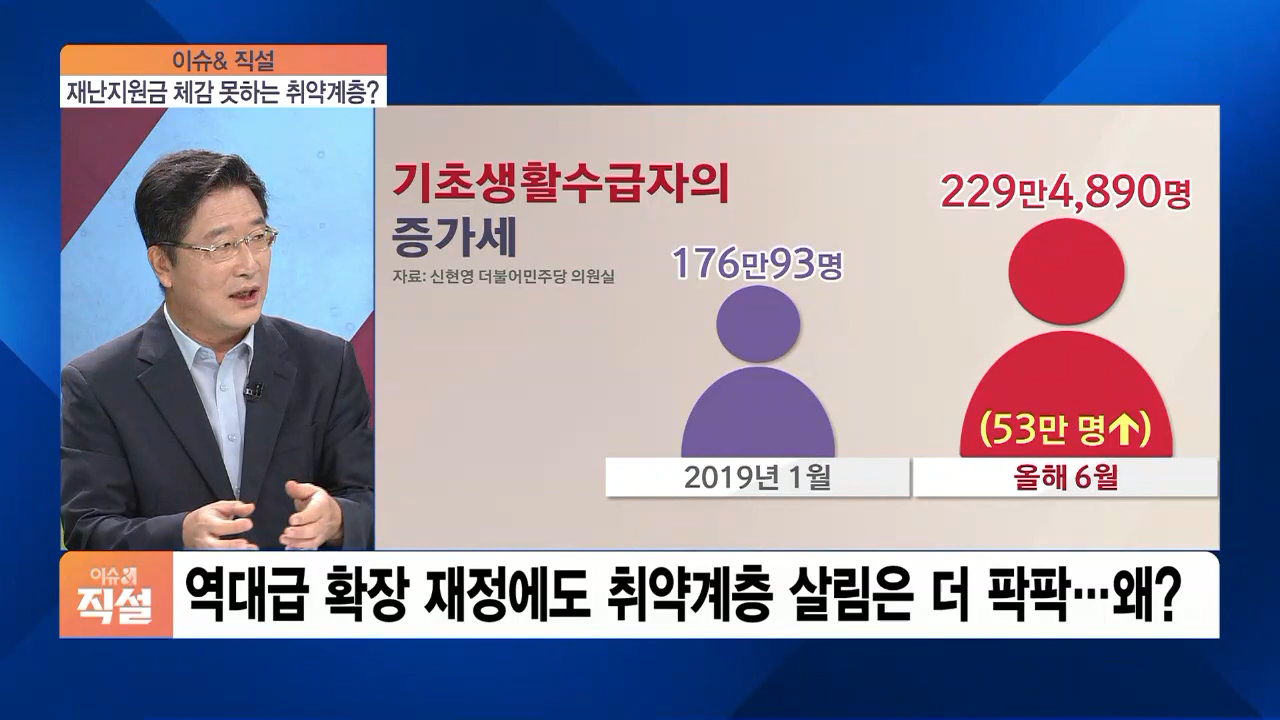 이슈& 직설
재난지원금 체감 못하는 취약계층?
기초생활수급자의
증가세
자료: 신현영 더불어민주당 의원실
176만93명
229만4,890명
(53만 명↑)
2019년 1월
올해 6월
이슈&
직설
역대급 확장 재정에도 취약계층 살림은 더 팍팍…왜?